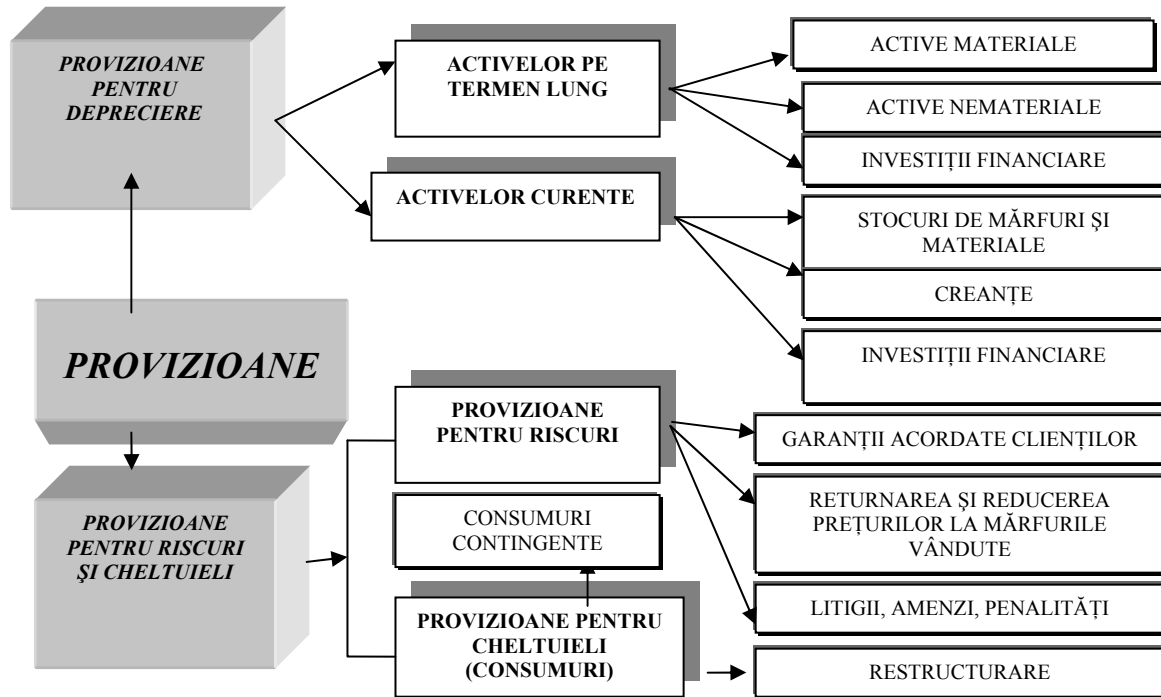 PROVIZIOANE
PENTRU
DEPRECIERE
ACTIVELOR PE
TERMEN LUNG
ACTIVE MATERIALE
ACTIVE NEMATERIALE
INVESTIȚII FINANCIARE
ACTIVELOR CURENTE
STOCURI DE MĂRFURI ŞI
MATERIALE
CREANȚE
INVESTIȚII FINANCIARE
PROVIZIOANE
PROVIZIOANE
PENTRU RISCURI
ŞI CHELTUIELI
PROVIZIOANE
PENTRU RISCURI
GARANȚII ACORDATE CLIENȚILOR
RETURNAREA ŞI REDUCEREA
PREȚURILOR LA MĂRFURILE
VÂNDUTE
LITIGII, AMENZI, PENALITĂȚI
CONSUMURI
CONTINGENTE
PROVIZIOANE PENTRU
CHELTUIELI
(CONSUMURI)
RESTRUCTURARE